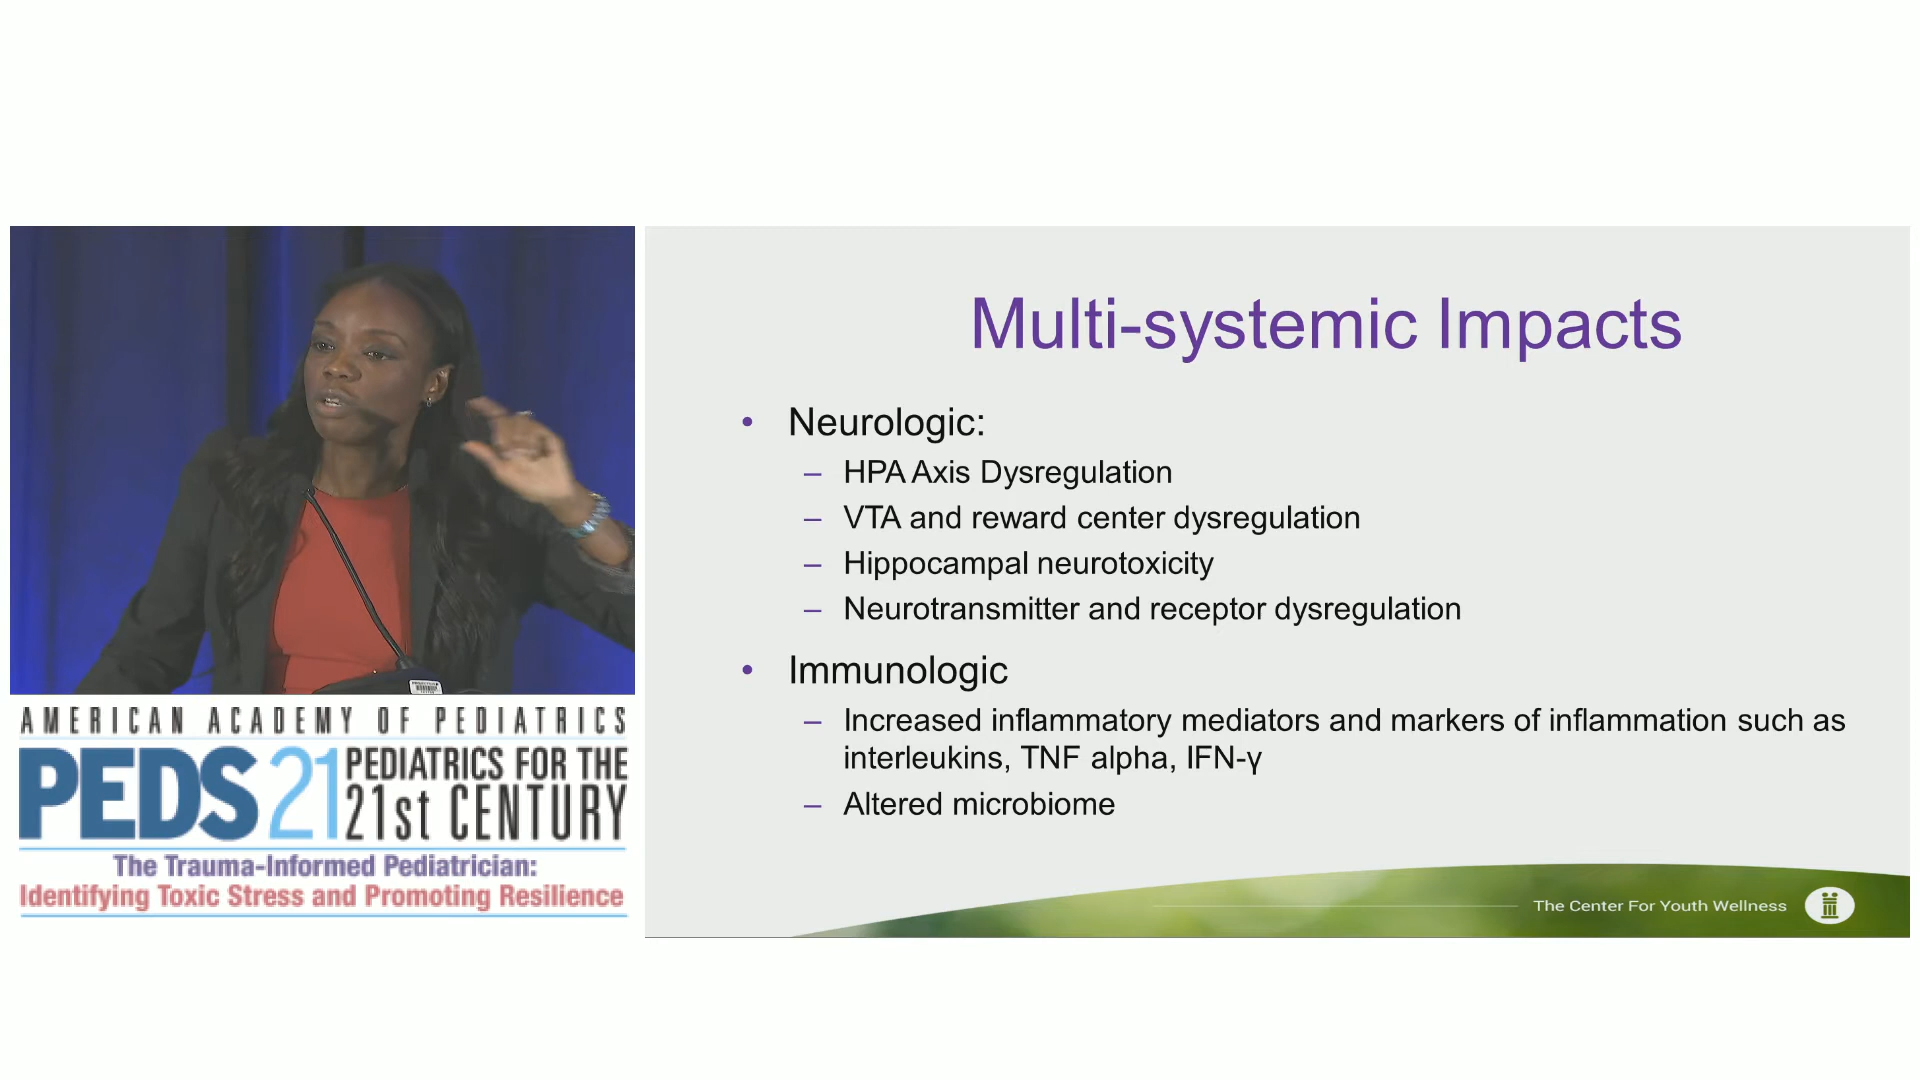 AMERICAN ACADEMY OF PEDIATRICS
PEDS 21 PEDIATRICS FOR THE
21st CENTURY
The Trauma-Informed Pediatrician:
Identifying Toxic Stress and Promoting Resilience
Multi-systemic Impacts
• Neurologic:
– HPA Axis Dysregulation
– VTA and reward center dysregulation
– Hippocampal neurotoxicity
– Neurotransmitter and receptor dysregulation
• Immunologic
– Increased inflammatory mediators and markers of inflammation such as
interleukins, TNF alpha, IFN-γ
– Altered microbiome
The Center For Youth Wellness